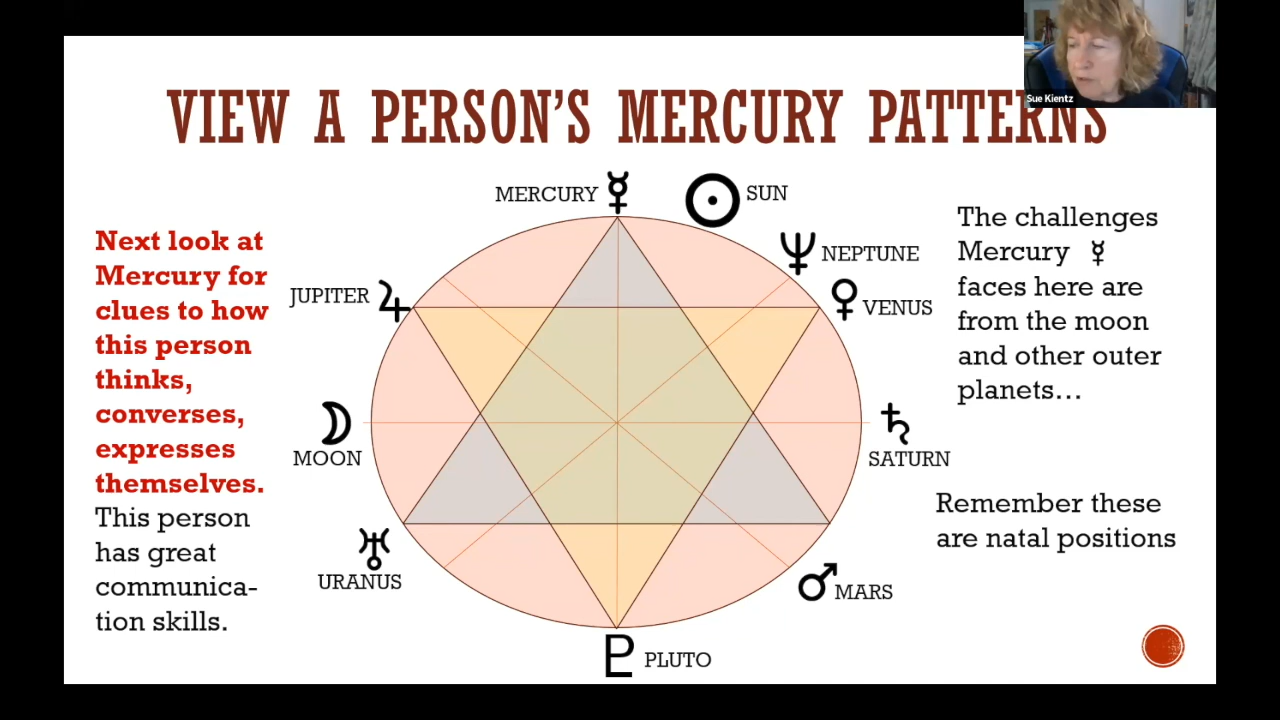 Sue Kientz
VIEW A PERSON'S MERCURY PATTERNS
Next look at
Mercury for
clues to how
this person
thinks,
converses,
expresses
themselves.
This person
has great
communica-
tion skills.
MERCURY ☿
☉ SUN
♆ NEPTUNE
JUPITER ♃
♀ VENUS
☽
MOON
♄
SATURN
♅
URANUS
♂ MARS
♇ PLUTO
The challenges
Mercury ☿
faces here are
from the moon
and other outer
planets...
Remember these
are natal positions